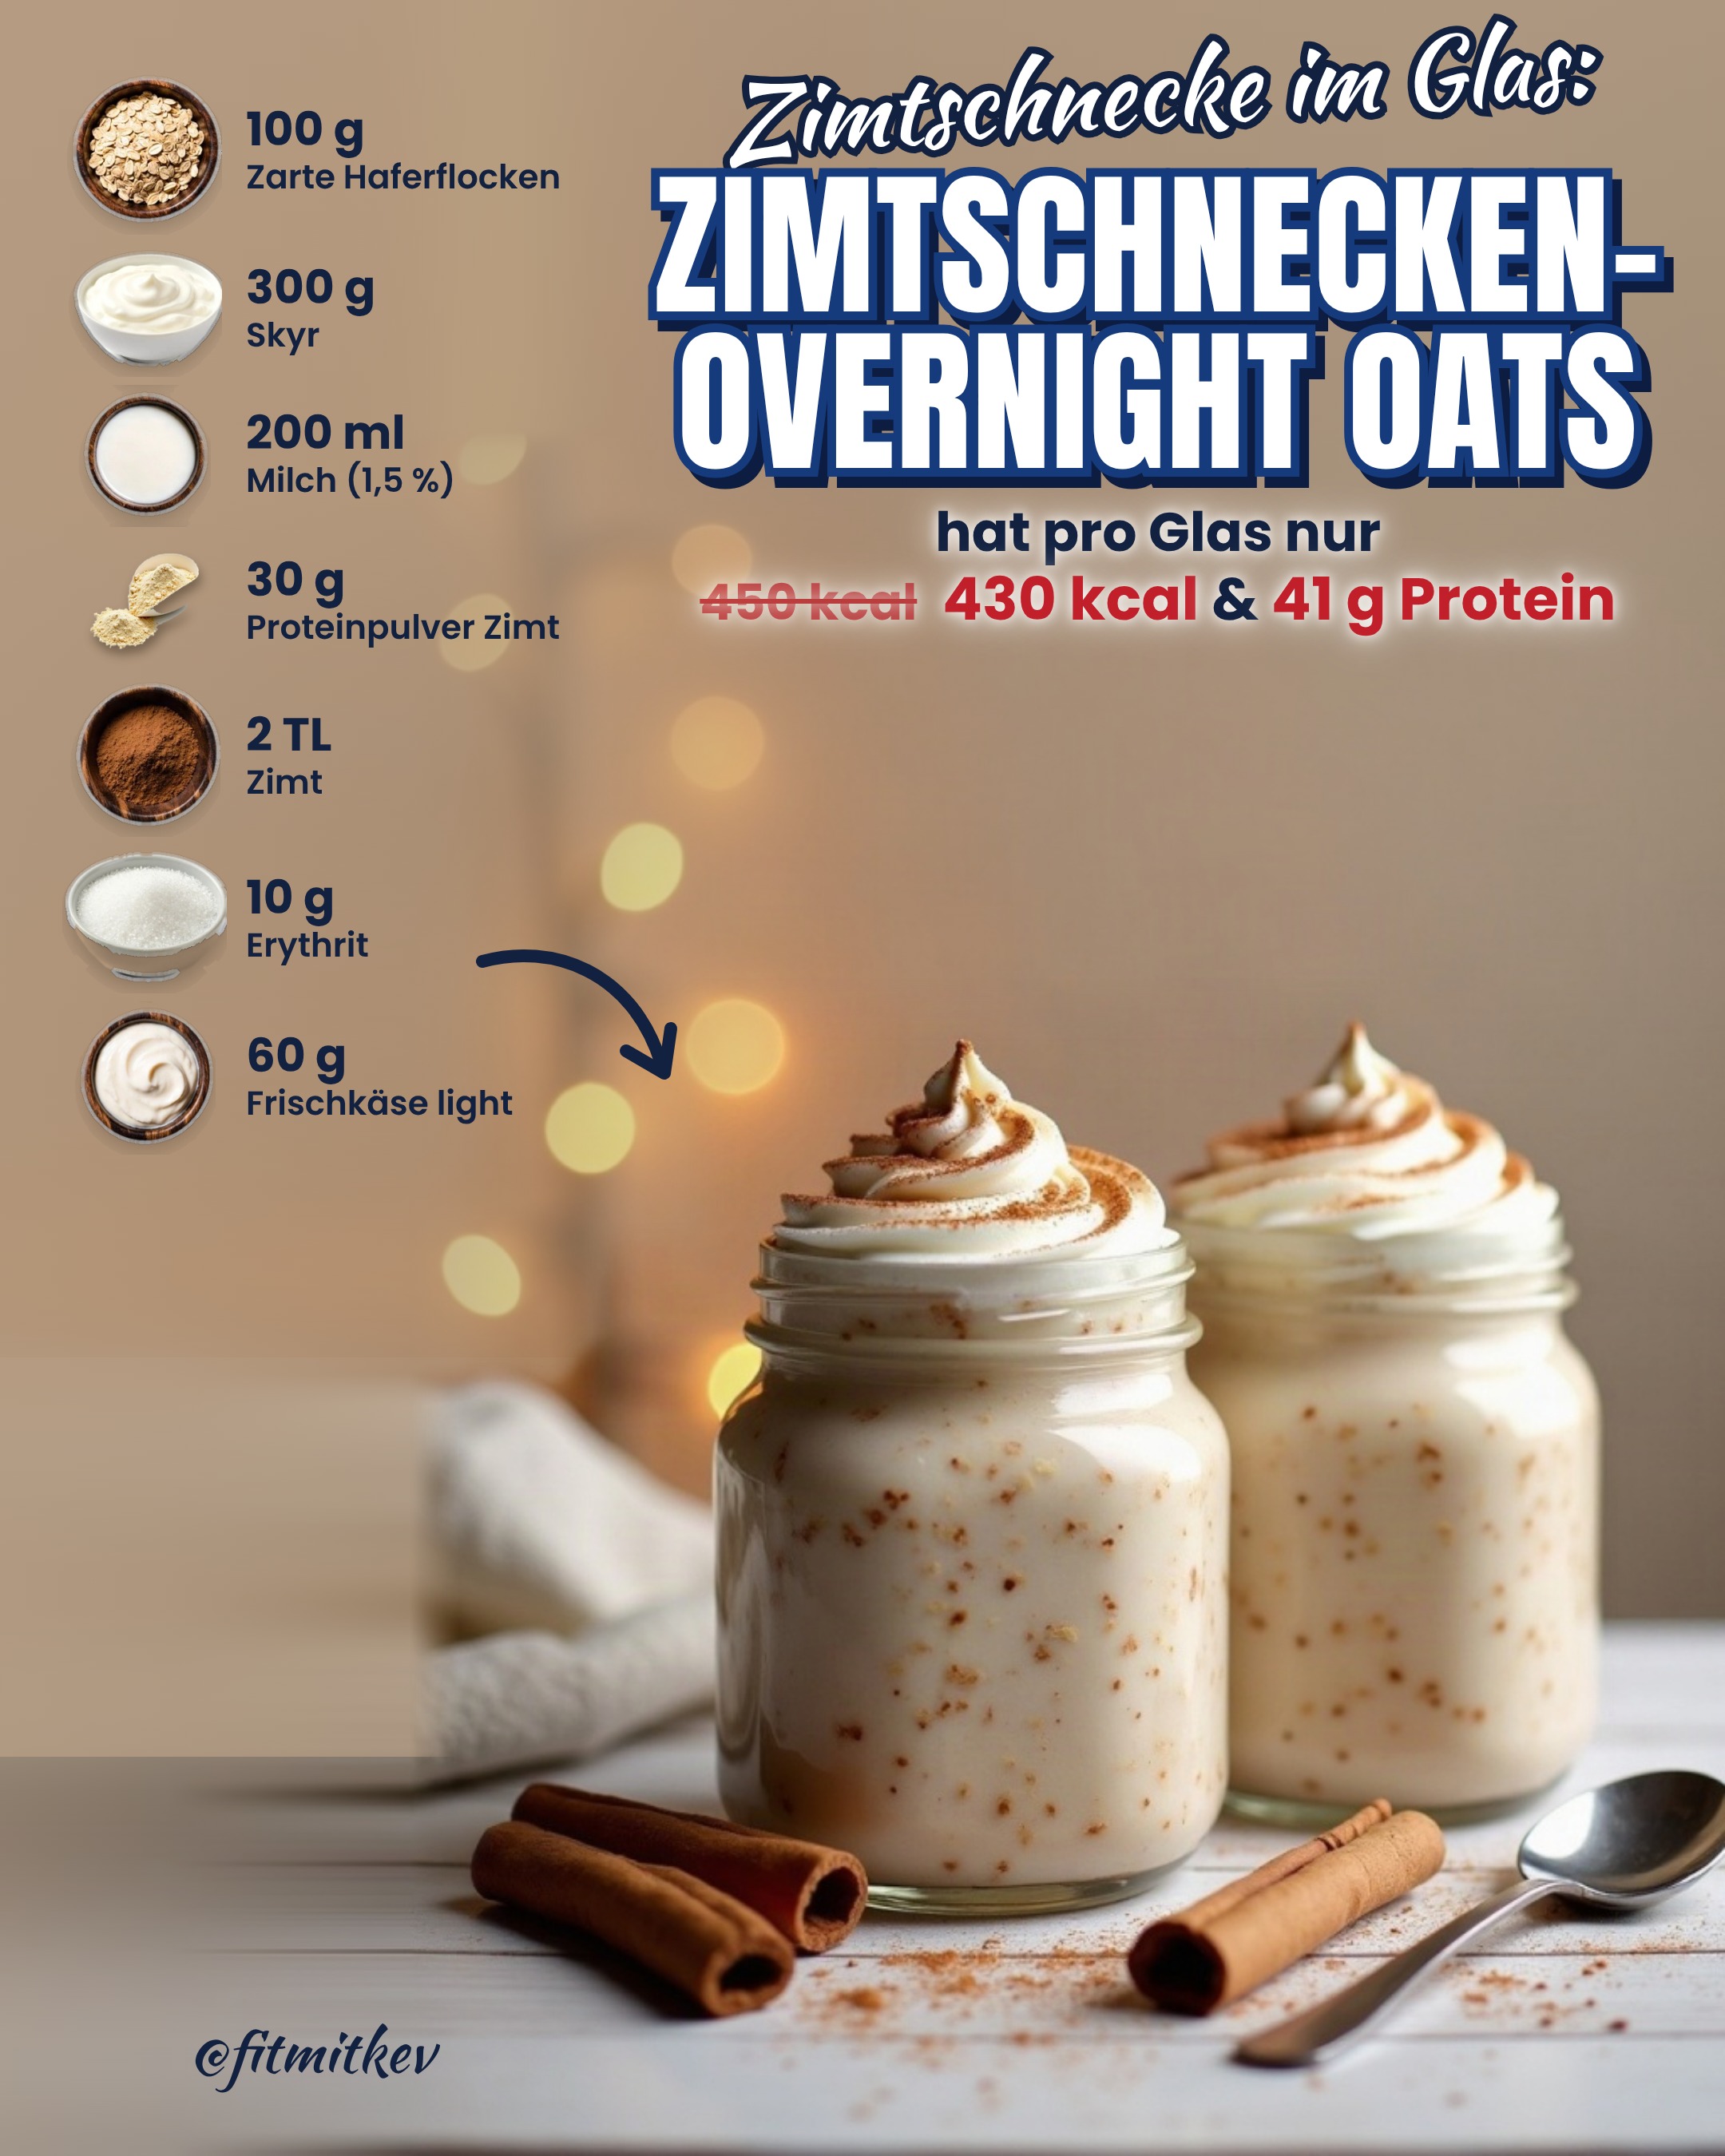 Zimtschnecke im Glas:
ZIMTSCHNECKEN-
OVERNIGHT OATS
hat pro Glas nur
450 kcal 430 kcal & 41 g Protein
100 g
Zarte Haferflocken
300 g
Skyr
200 ml
Milch (1,5 %)
30 g
Proteinpulver Zimt
2 TL
Zimt
10 g
Erythrit
60 g
Frischkäse light
@fitmitkev